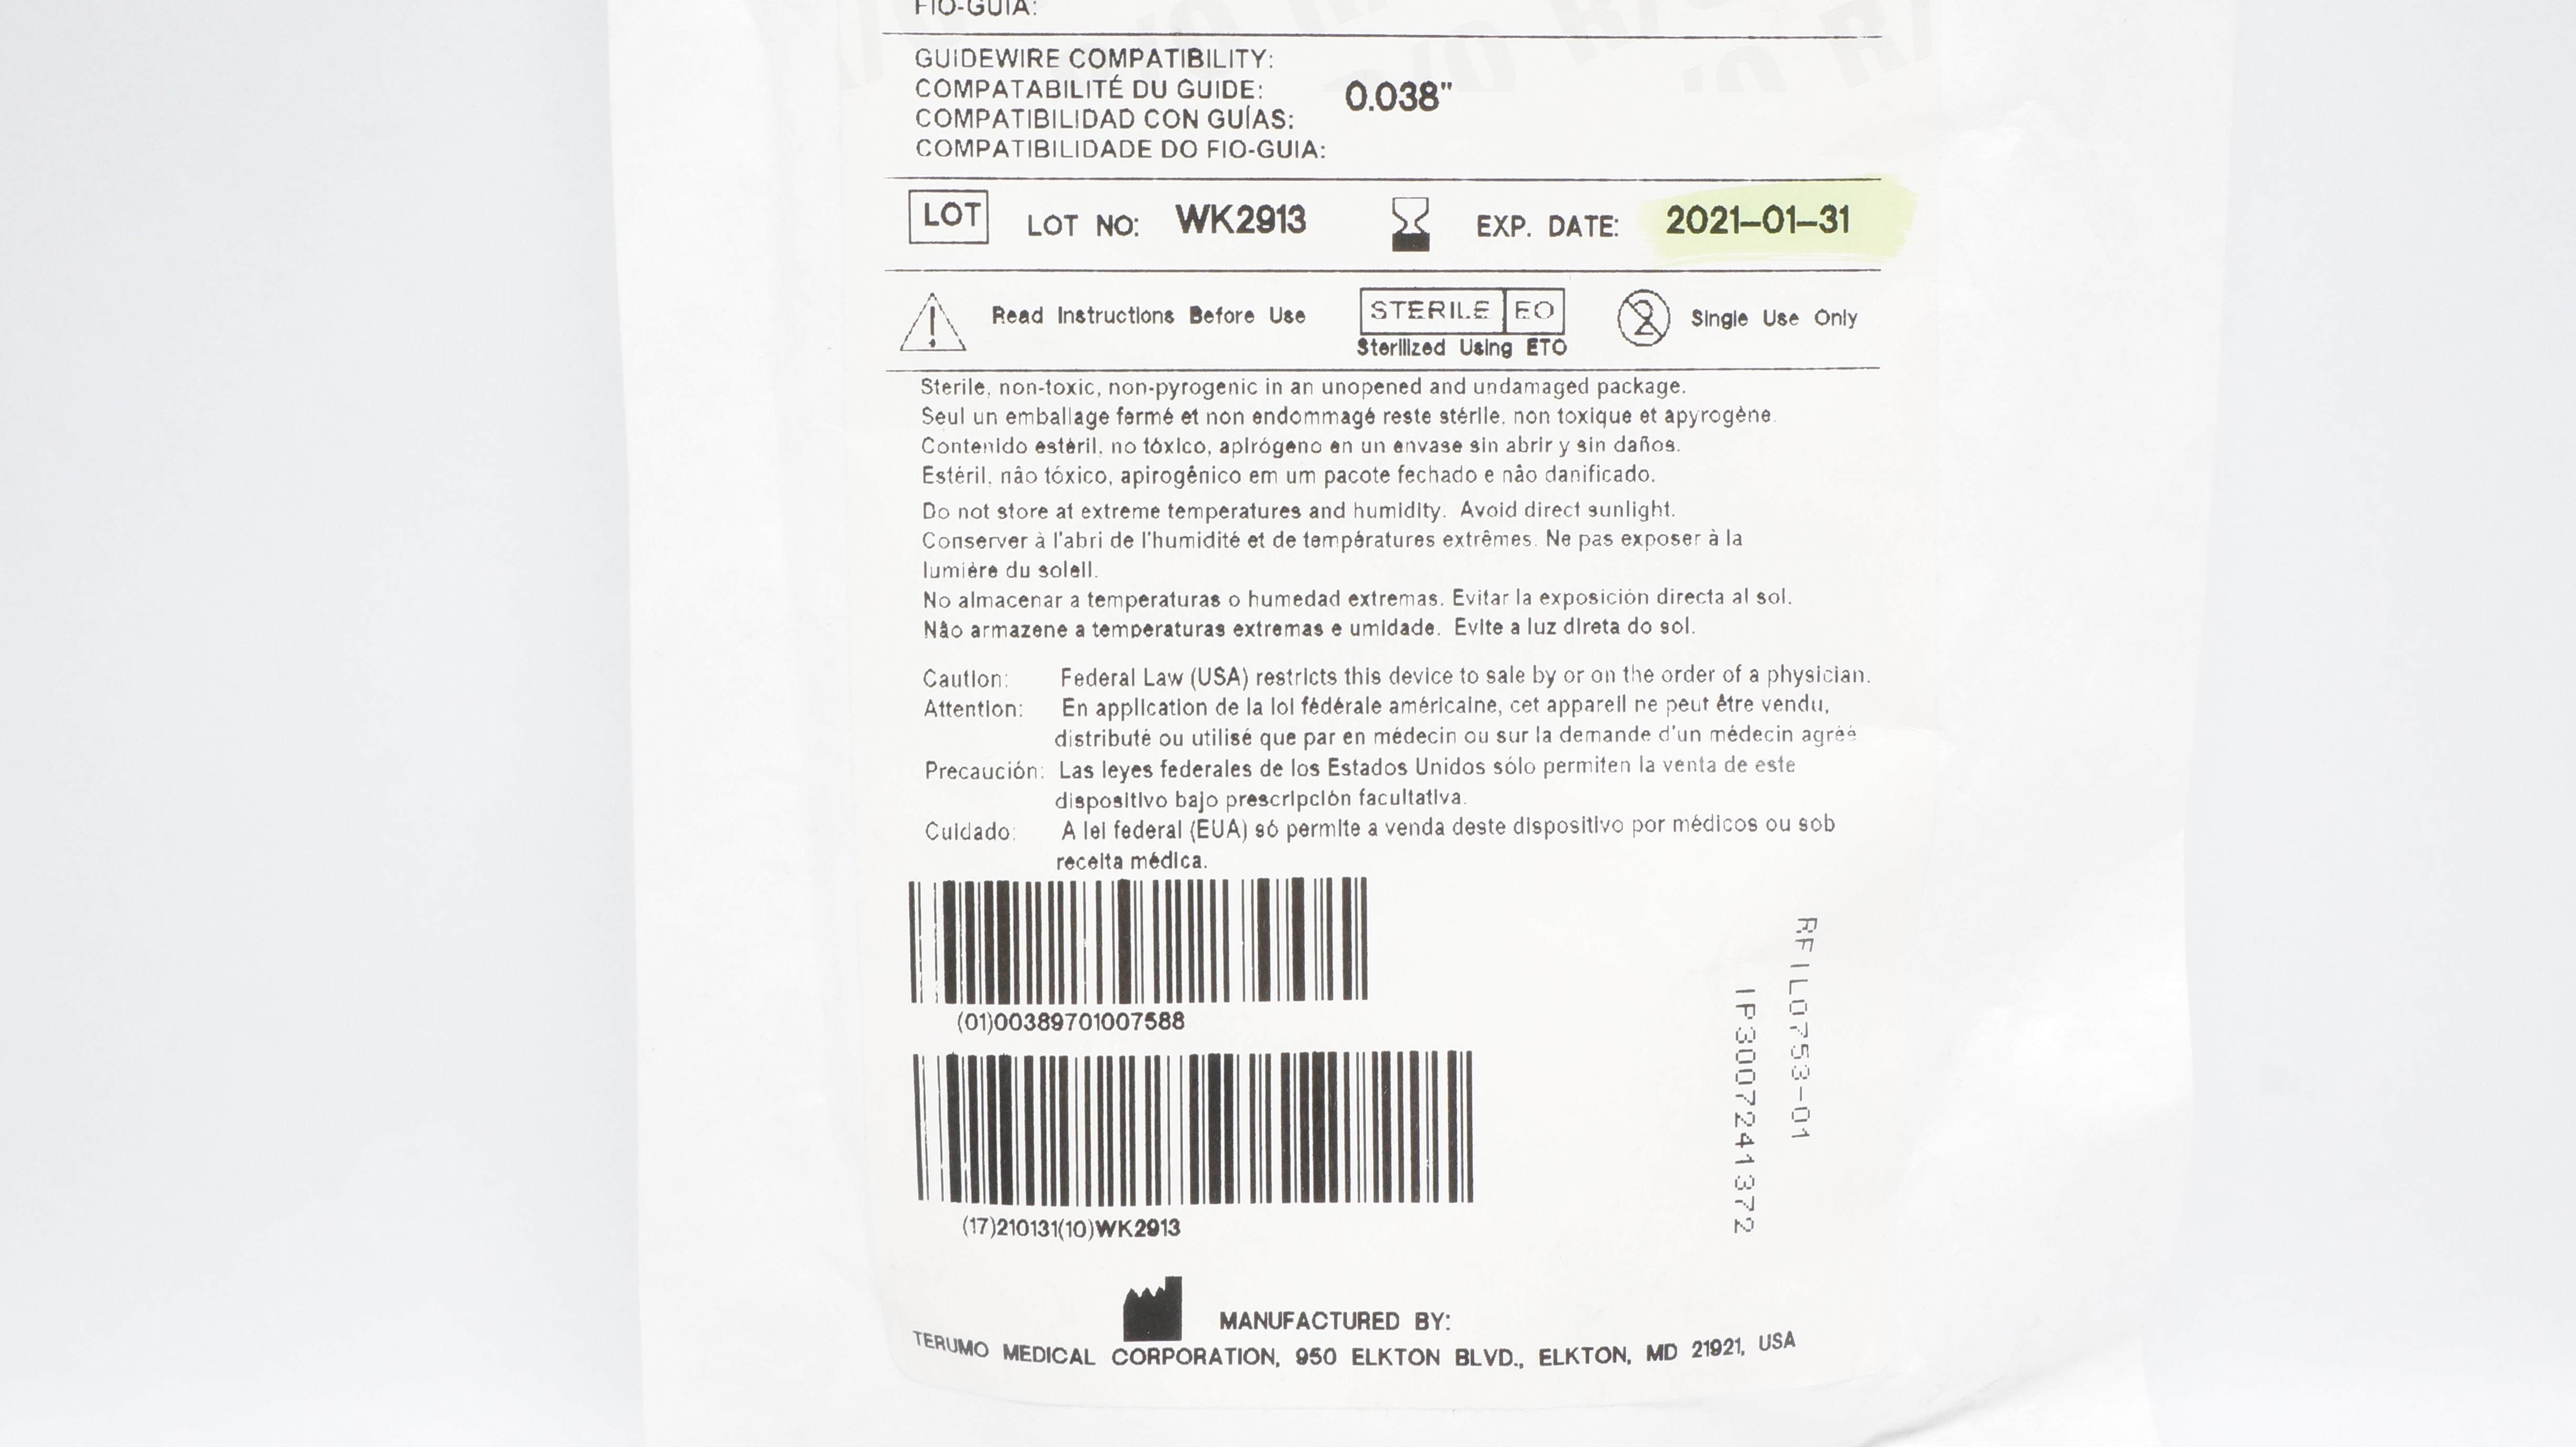 FIO-GUIA:
GUIDEWIRE COMPATIBILITY:
COMPATABILITÉ DU GUIDE:
COMPATIBILIDAD CON GUÍAS:
COMPATIBILIDADE DO FIO-GUIA:
0.038"
LOT LOT NO: WK2913 EXP. DATE: 2021-01-31
Read Instructions Before Use STERILE EO Sterilized Using ETO 2 Single Use Only
Sterile, non-toxic, non-pyrogenic in an unopened and undamaged package.
Seul un emballage fermé et non endommagé reste stérile, non toxique et apyrogène.
Contenido estéril, no tóxico, apirógeno en un envase sin abrir y sin daños.
Estéril, não tóxico, apirogênico em um pacote fechado e não danificado.
Do not store at extreme temperatures and humidity. Avoid direct sunlight.
Conserver à l'abri de l'humidité et de températures extrêmes. Ne pas exposer à la
lumière du soleil.
No almacenar a temperaturas o humedad extremas. Evitar la exposición directa al sol.
Não armazene a temperaturas extremas e umidade. Evite a luz direta do sol.
Caution: Federal Law (USA) restricts this device to sale by or on the order of a physician.
Attention: En application de la loi fédérale américaine, cet appareil ne peut être vendu,
distributé ou utilisé que par en médecin ou sur la demande d'un médecin agréé
Precaución: Las leyes federales de los Estados Unidos sólo permiten la venta de este
dispositivo bajo prescripción facultativa.
Cuidado: A lei federal (EUA) só permite a venda deste dispositivo por médicos ou sob
receita médica.
(01)00389701007588
(17)210131(10)WK2913
RFIL0753-01
IP3007241372
MANUFACTURED BY:
TERUMO MEDICAL CORPORATION, 950 ELKTON BLVD., ELKTON, MD 21921, USA